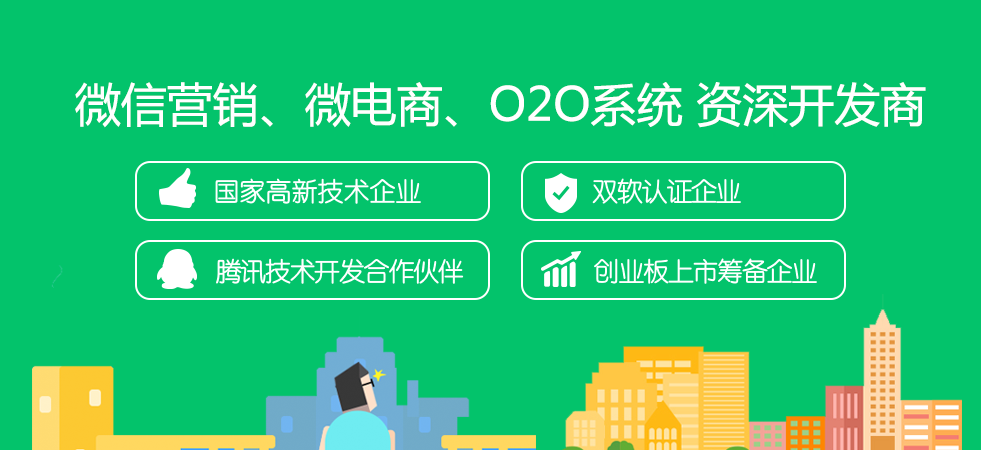 微信营销、微电商、O2O系统 资深开发商
国家高新技术企业
双软认证企业
腾讯技术开发合作伙伴
创业板上市筹备企业